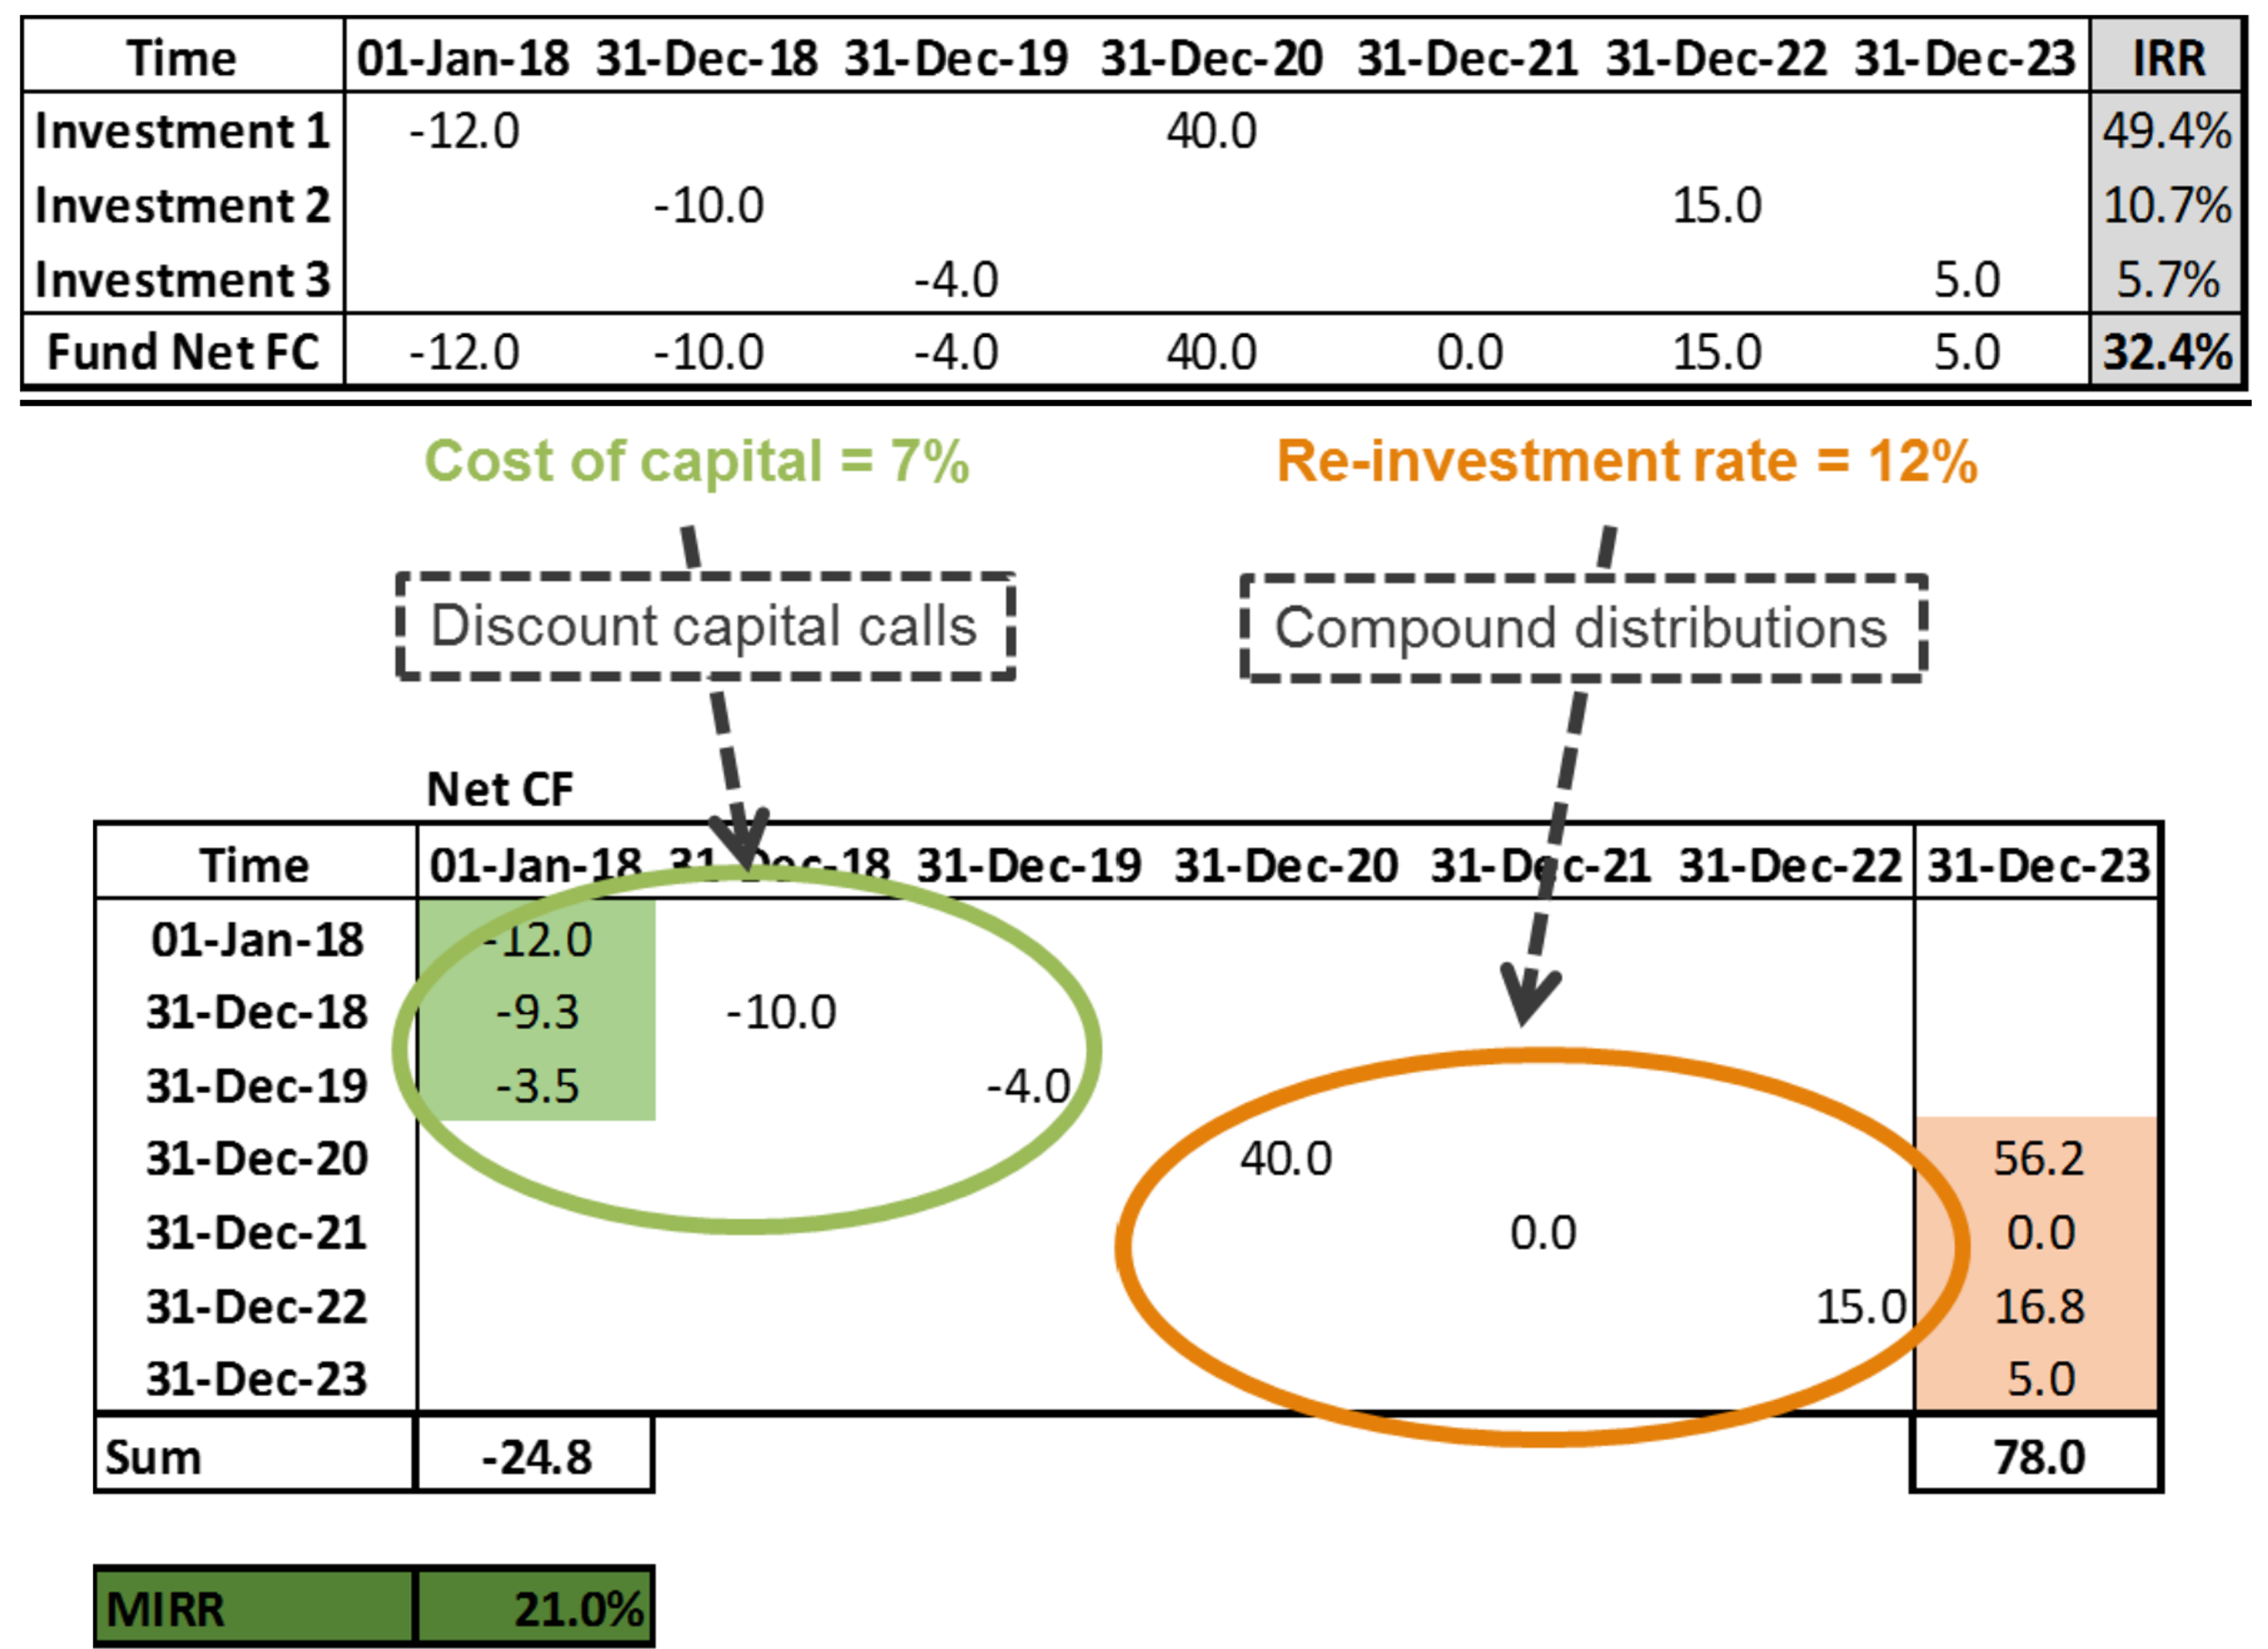 Time 01-Jan-18 31-Dec-18 31-Dec-19 31-Dec-20 31-Dec-21 31-Dec-22 31-Dec-23 IRR
Investment 1 -12.0 40.0 49.4%
Investment 2 -10.0 15.0 10.7%
Investment 3 -4.0 5.0 5.7%
Fund Net FC -12.0 -10.0 -4.0 40.0 0.0 15.0 5.0 32.4%
Cost of capital = 7% Re-investment rate = 12%
Discount capital calls Compound distributions
Net CF
Time 01-Jan-18 31-Dec-18 31-Dec-19 31-Dec-20 31-Dec-21 31-Dec-22 31-Dec-23
01-Jan-18 -12.0
31-Dec-18 -9.3 -10.0
31-Dec-19 -3.5 -4.0
31-Dec-20 40.0 56.2
31-Dec-21 0.0 0.0
31-Dec-22 15.0 16.8
31-Dec-23 5.0
Sum -24.8 78.0
MIRR 21.0%